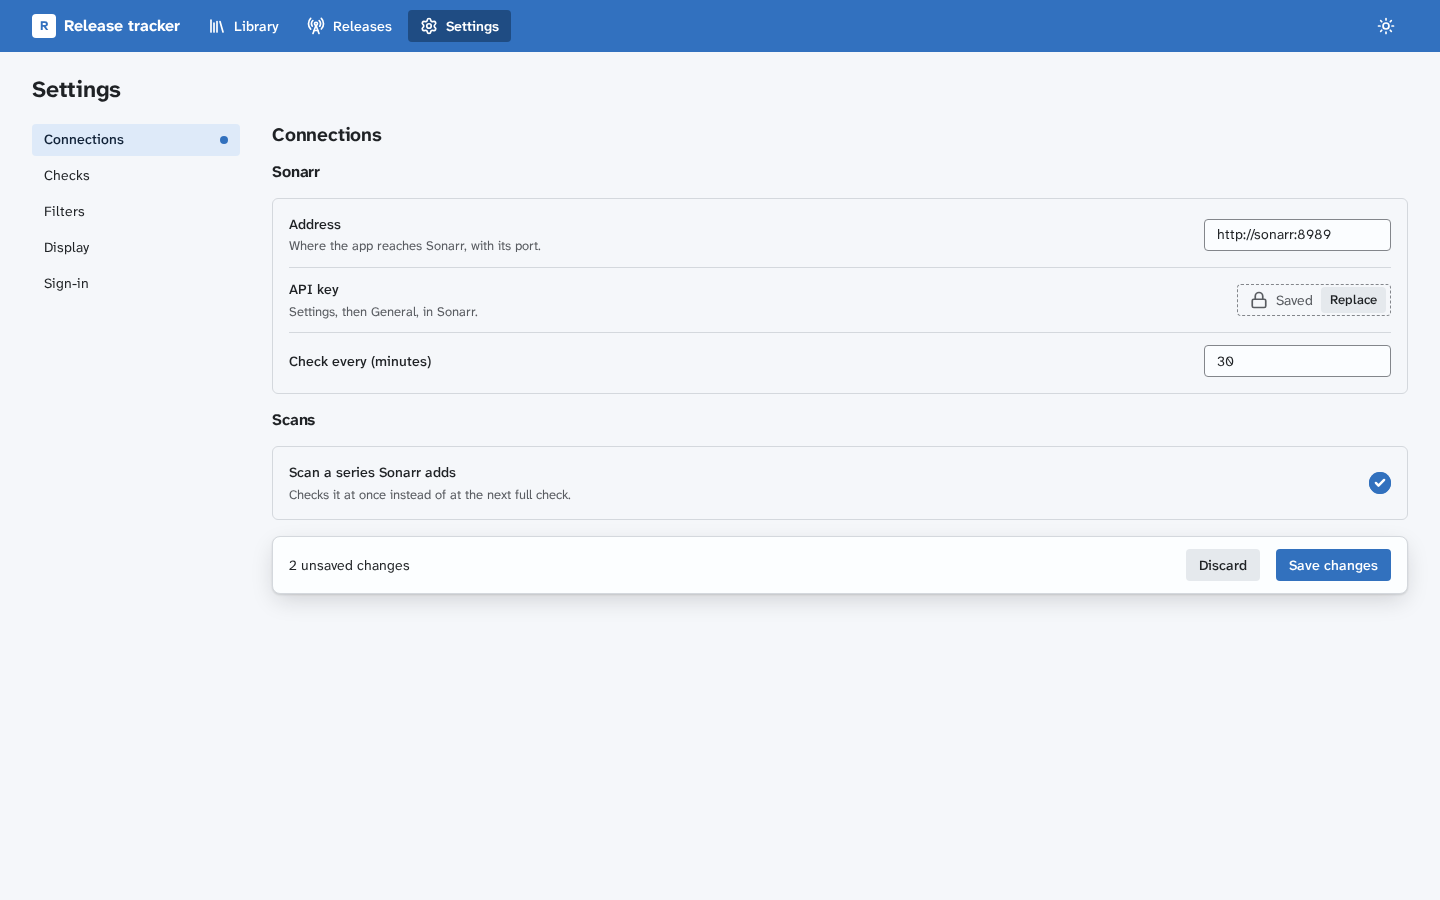 R Release tracker Library Releases Settings
Settings
Connections
Checks
Filters
Display
Sign-in
Connections
Sonarr
Address
Where the app reaches Sonarr, with its port.
http://sonarr:8989
API key
Settings, then General, in Sonarr.
Saved Replace
Check every (minutes)
30
Scans
Scan a series Sonarr adds
Checks it at once instead of at the next full check.
2 unsaved changes
Discard Save changes